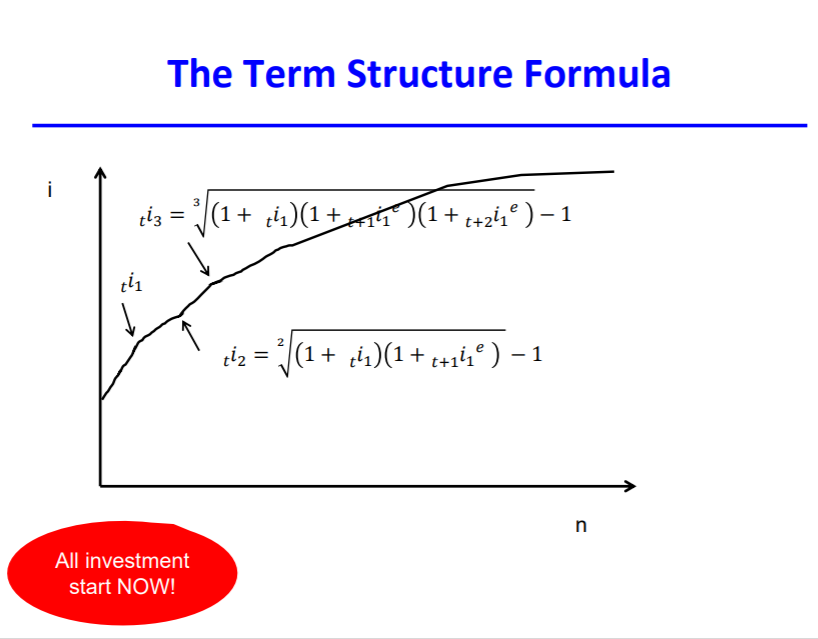 The Term Structure Formula
i
ₜi₃ = ∛((1 + ₜi₁)(1 + ₜ₊₁i₁ᵉ)(1 + ₜ₊₂i₁ᵉ)) − 1
ₜi₁
ₜi₂ = ²√((1 + ₜi₁)(1 + ₜ₊₁i₁ᵉ)) − 1
n
All investment
start NOW!